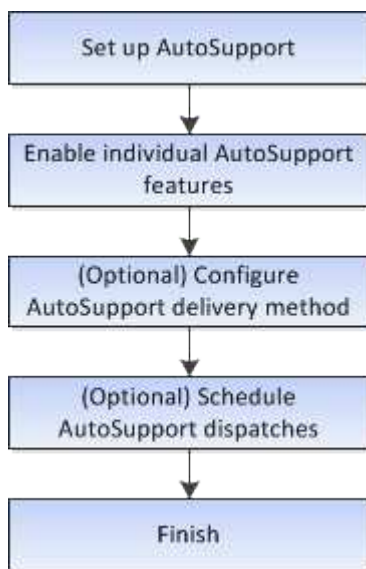 Set up AutoSupport
Enable individual AutoSupport
features
(Optional) Configure
AutoSupport delivery method
(Optional) Schedule
AutoSupport dispatches
Finish